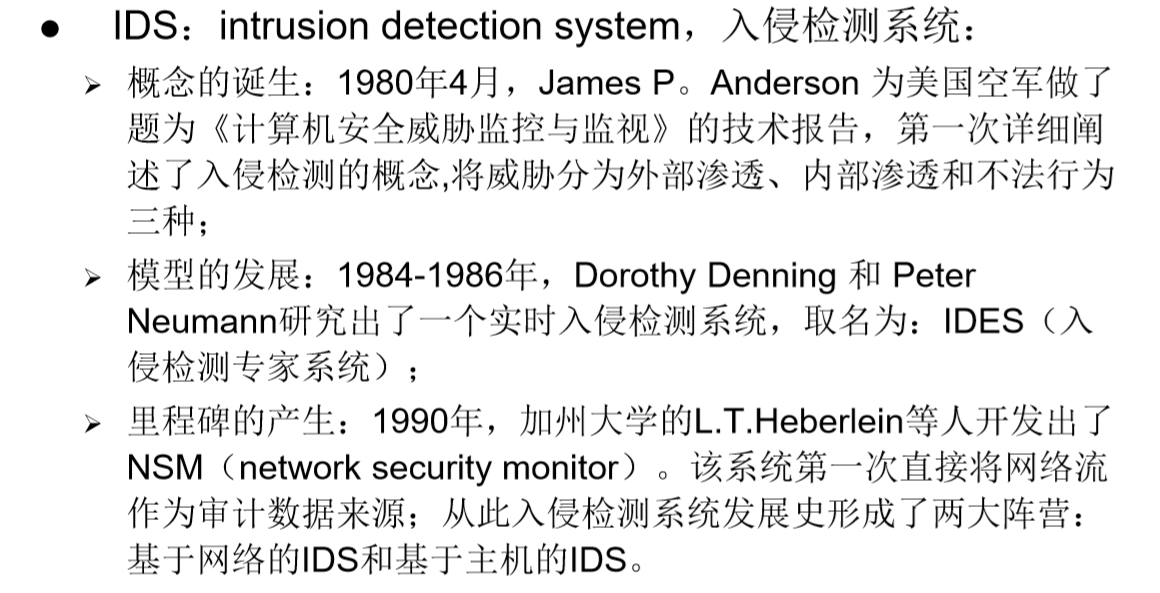 ● IDS：intrusion detection system，入侵检测系统：
➢ 概念的诞生：1980年4月，James P。Anderson 为美国空军做了
题为《计算机安全威胁监控与监视》的技术报告，第一次详细阐
述了入侵检测的概念,将威胁分为外部渗透、内部渗透和不法行为
三种；
➢ 模型的发展：1984-1986年，Dorothy Denning 和 Peter
Neumann研究出了一个实时入侵检测系统，取名为：IDES（入
侵检测专家系统）；
➢ 里程碑的产生：1990年，加州大学的L.T.Heberlein等人开发出了
NSM（network security monitor）。该系统第一次直接将网络流
作为审计数据来源；从此入侵检测系统发展史形成了两大阵营：
基于网络的IDS和基于主机的IDS。